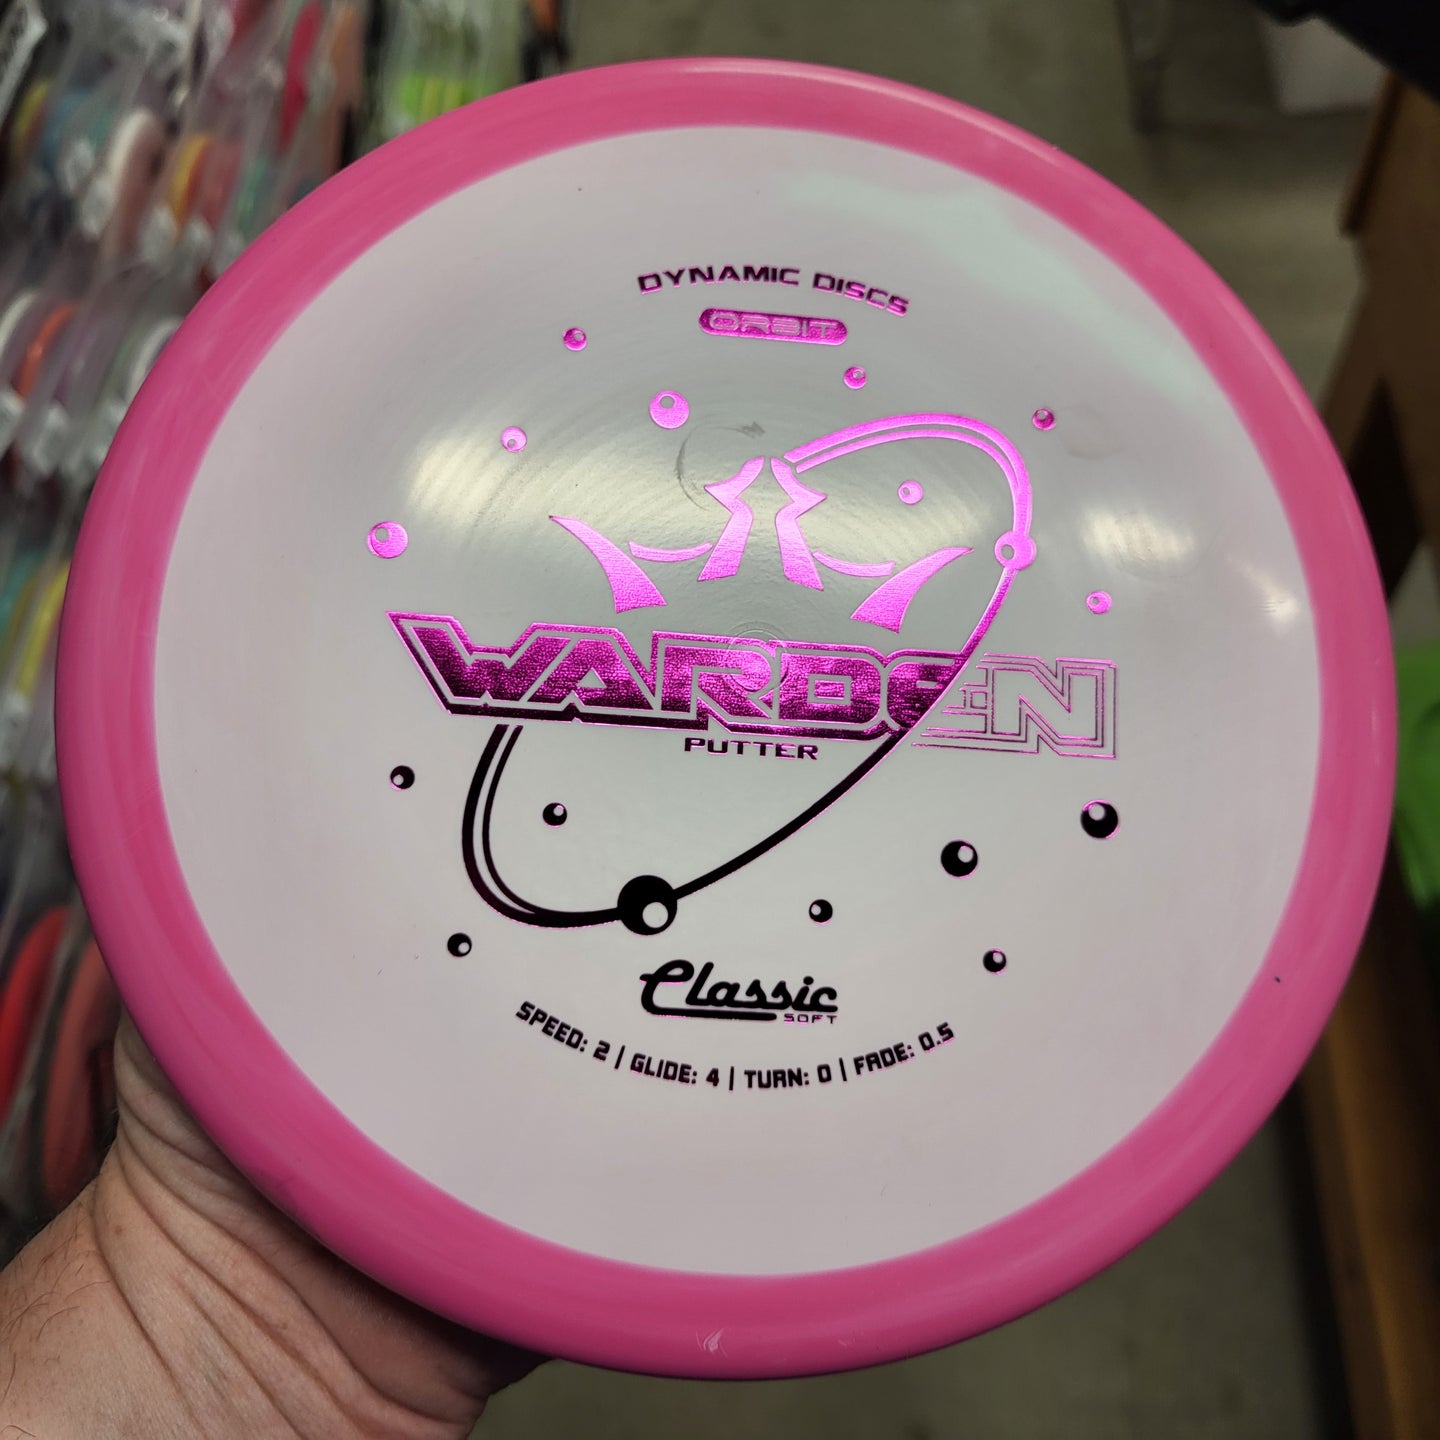 DYNAMIC DISCS
ORBIT
WARDEN
PUTTER
Classic
SOFT
SPEED: 2 | GLIDE: 4 | TURN: 0 | FADE: 0.5